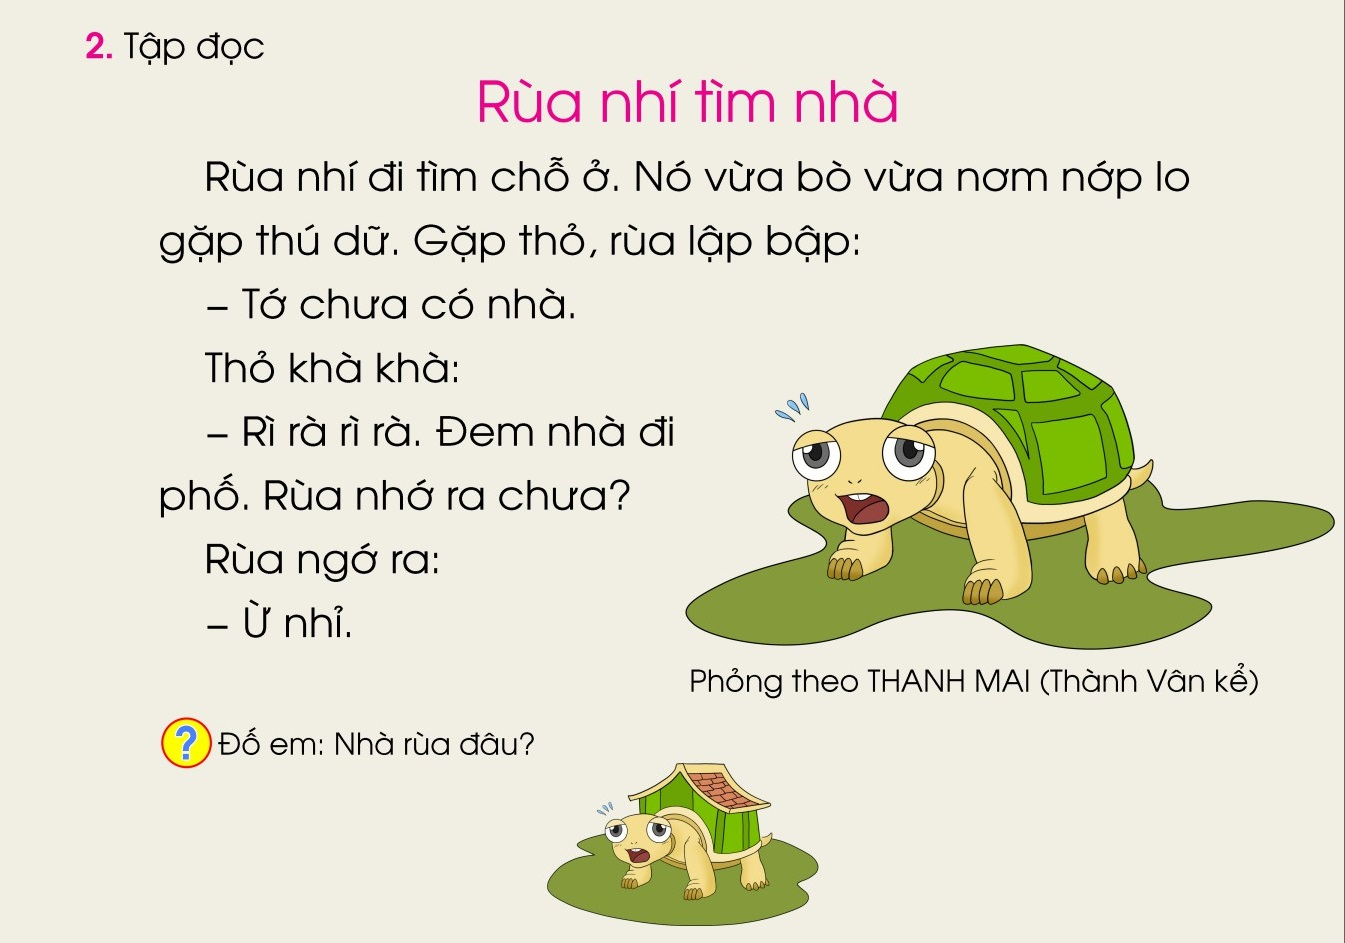 2. Tập đọc
Rùa nhí tìm nhà
Rùa nhí đi tìm chỗ ở. Nó vừa bò vừa nơm nớp lo
gặp thú dữ. Gặp thỏ, rùa lập bập:
– Tớ chưa có nhà.
Thỏ khà khà:
– Rì rà rì rà. Đem nhà đi
phố. Rùa nhớ ra chưa?
Rùa ngớ ra:
– Ừ nhỉ.
Phỏng theo THANH MAI (Thành Vân kể)
? Đố em: Nhà rùa đâu?